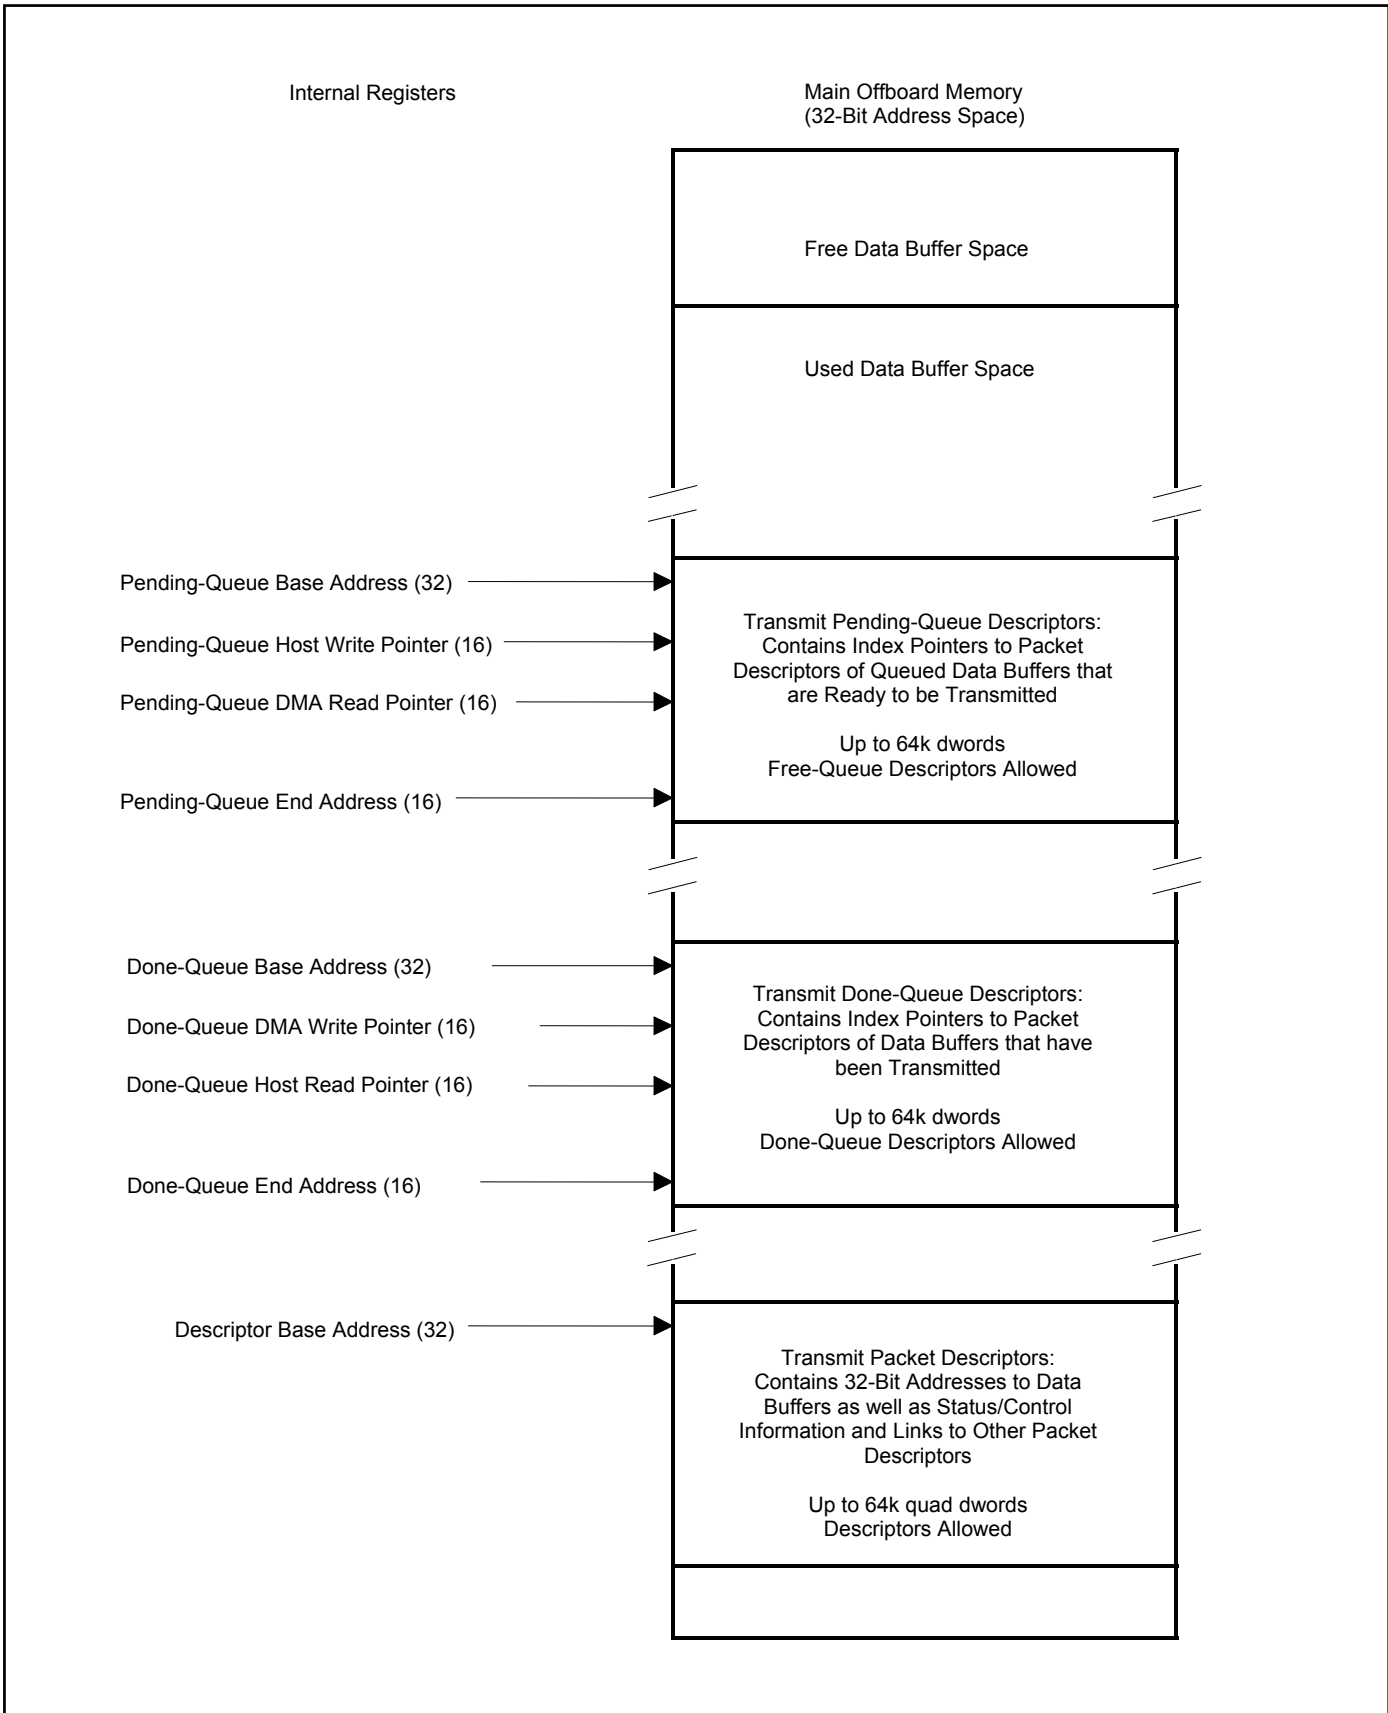 Internal Registers
Main Offboard Memory
(32-Bit Address Space)
Free Data Buffer Space
Used Data Buffer Space
Pending-Queue Base Address (32)
Pending-Queue Host Write Pointer (16)
Pending-Queue DMA Read Pointer (16)
Pending-Queue End Address (16)
Transmit Pending-Queue Descriptors:
Contains Index Pointers to Packet
Descriptors of Queued Data Buffers that
are Ready to be Transmitted
Up to 64k dwords
Free-Queue Descriptors Allowed
Done-Queue Base Address (32)
Done-Queue DMA Write Pointer (16)
Done-Queue Host Read Pointer (16)
Done-Queue End Address (16)
Transmit Done-Queue Descriptors:
Contains Index Pointers to Packet
Descriptors of Data Buffers that have
been Transmitted
Up to 64k dwords
Done-Queue Descriptors Allowed
Descriptor Base Address (32)
Transmit Packet Descriptors:
Contains 32-Bit Addresses to Data
Buffers as well as Status/Control
Information and Links to Other Packet
Descriptors
Up to 64k quad dwords
Descriptors Allowed